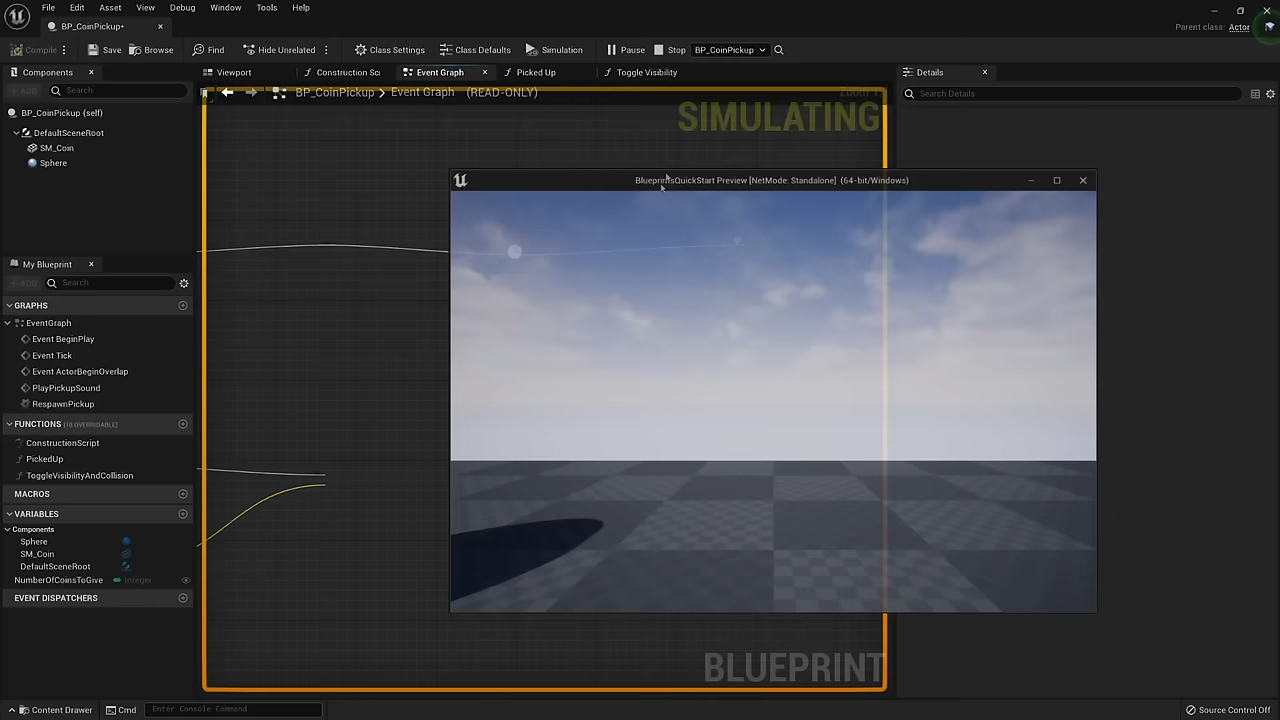 File Edit Asset View Debug Window Tools Help
BP_CoinPickup*
Parent class: Actor
Compile Save Browse Find Hide Unrelated Class Settings Class Defaults Simulation Pause Stop BP_CoinPickup
Components
Viewport Construction Sc Event Graph Picked Up Toggle Visibility
Details
ADD Search
BP_CoinPickup > Event Graph (READ-ONLY)
Search Details
BP_CoinPickup (self)
DefaultSceneRoot
SM_Coin
Sphere
SIMULATING
BlueprintsQuickStart Preview [NetMode: Standalone] (64-bit/Windows)
My Blueprint
ADD Search
GRAPHS
EventGraph
Event BeginPlay
Event Tick
Event ActorBeginOverlap
PlayPickupSound
RespawnPickup
FUNCTIONS (18 OVERRIDABLE)
ConstructionScript
PickedUp
ToggleVisibilityAndCollision
MACROS
VARIABLES
Components
Sphere
SM_Coin
DefaultSceneRoot
NumberOfCoinsToGive Integer
EVENT DISPATCHERS
BLUEPRINT
Content Drawer Cmd Enter Console Command
Source Control Off